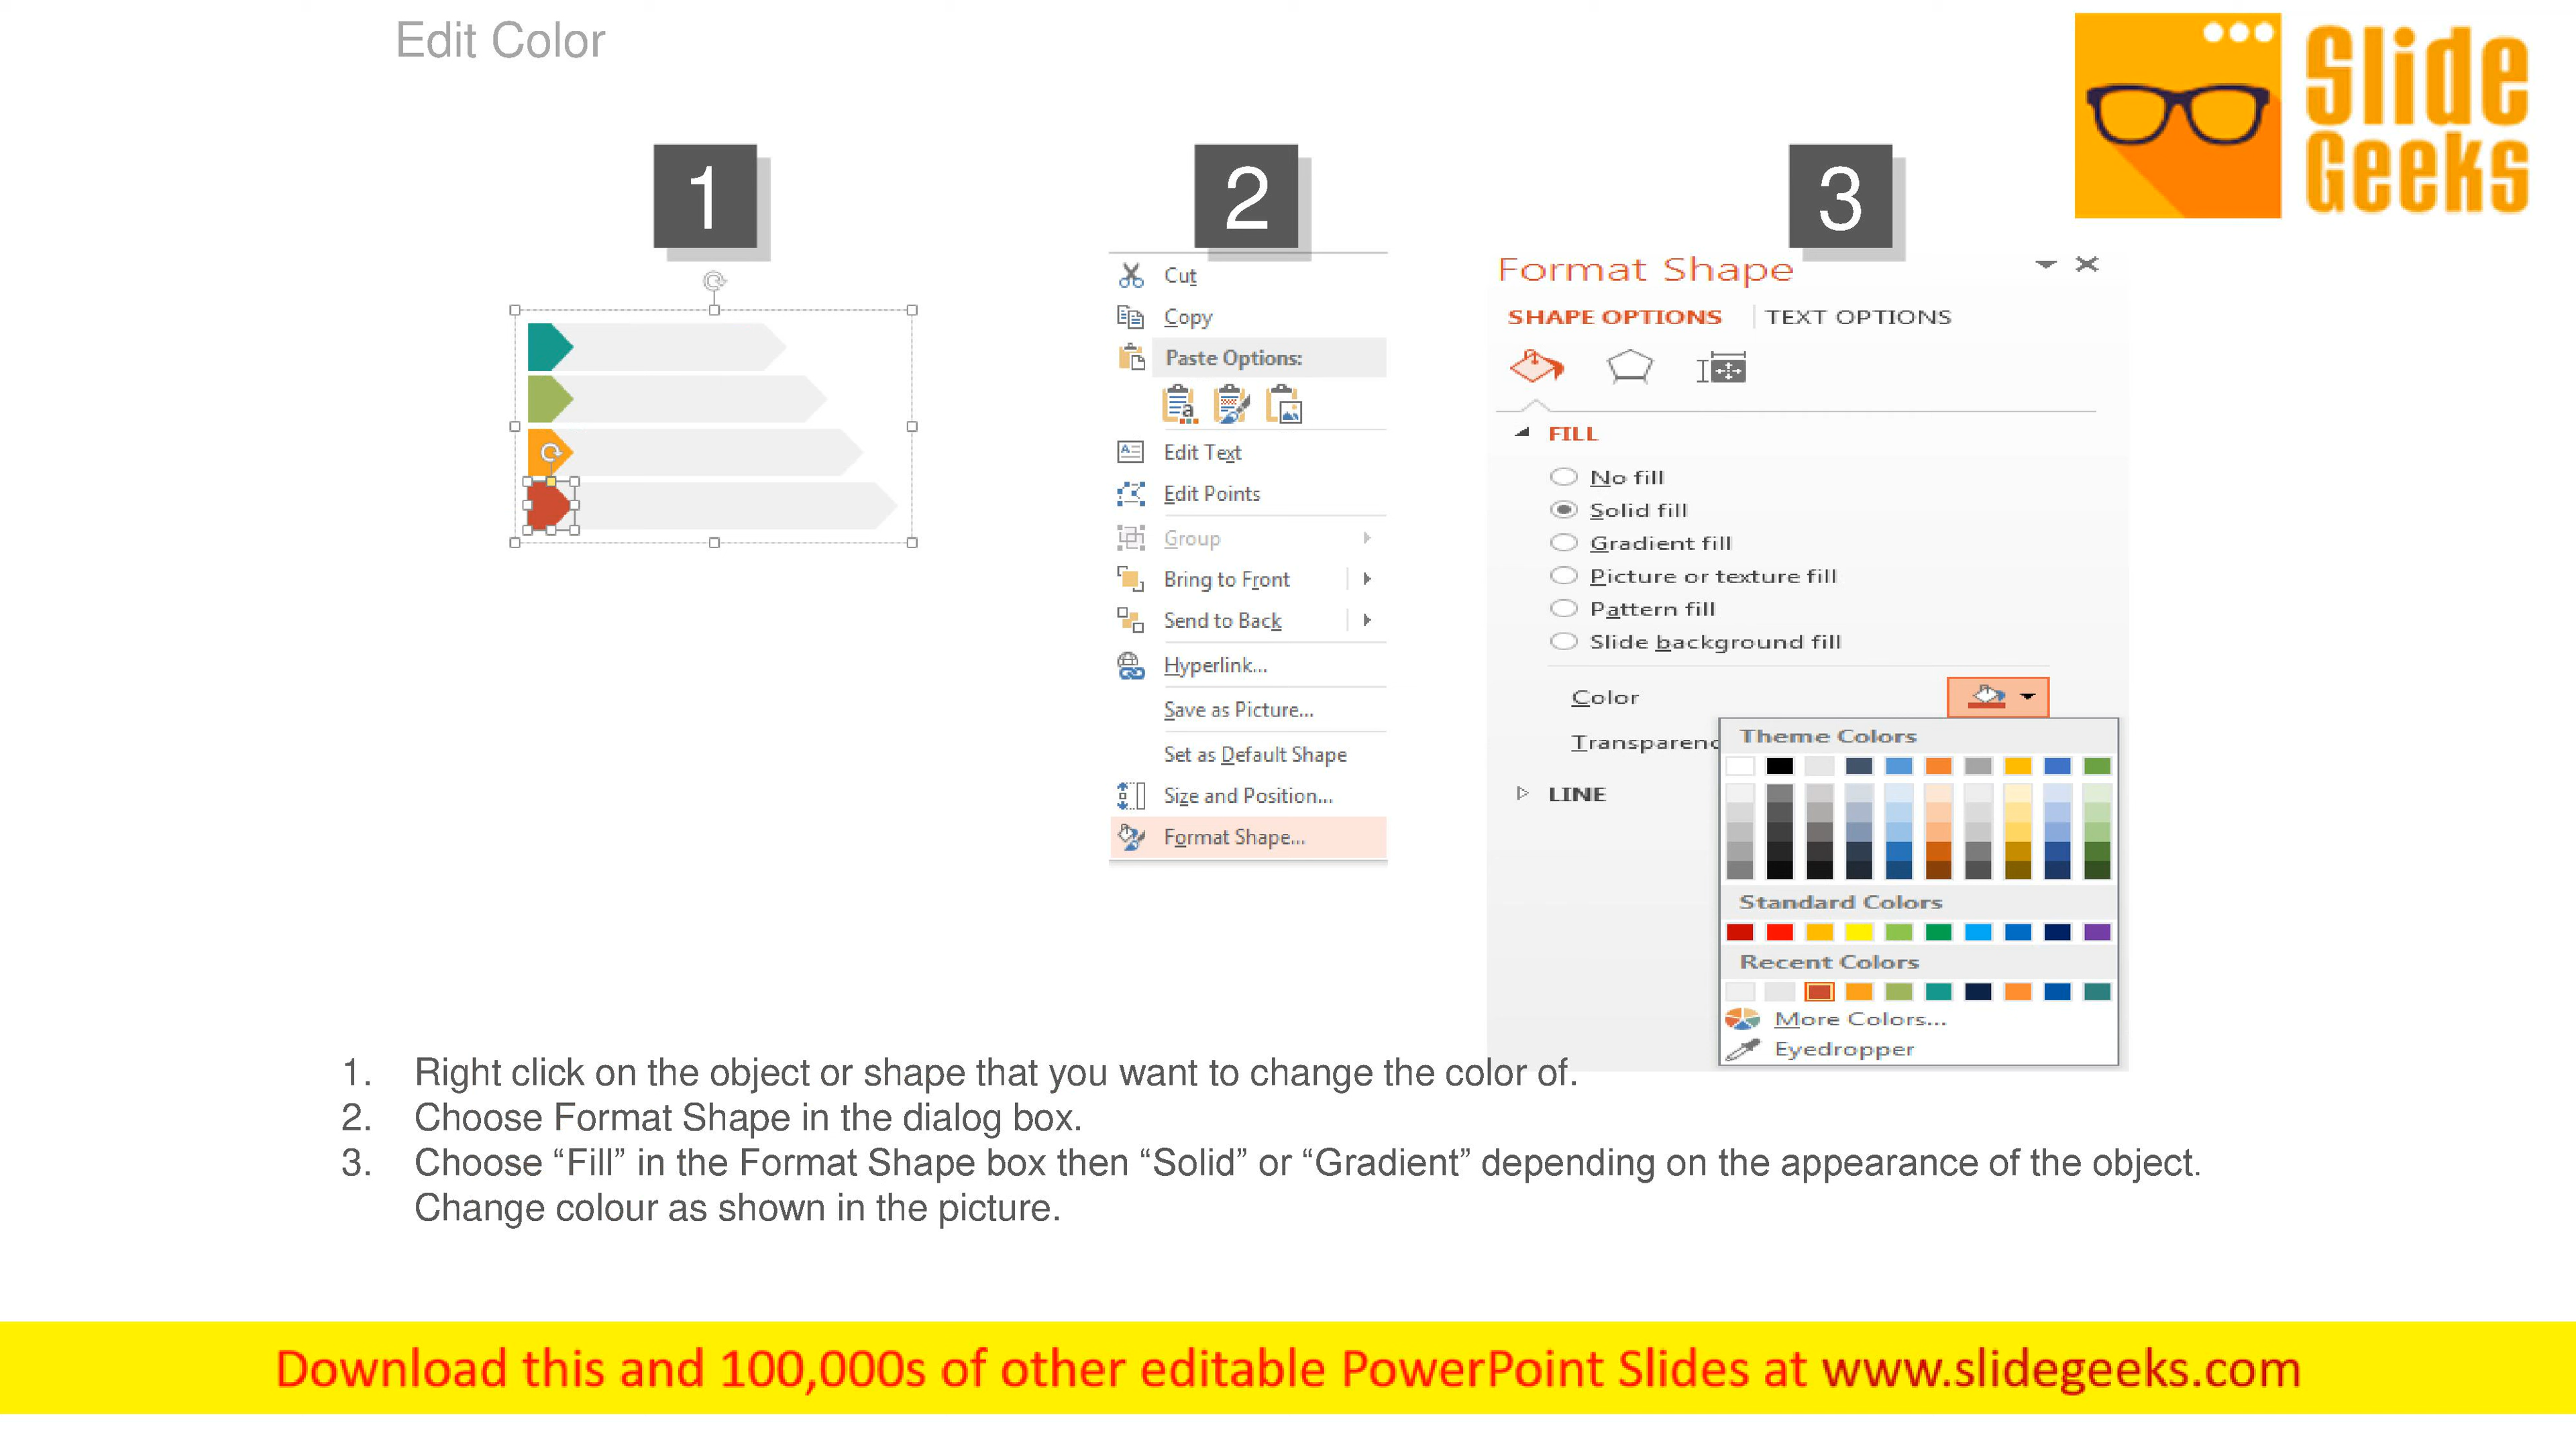 Edit Color
Slide
Geeks
1
2
3
Cut
Copy
Paste Options:
Edit Text
Edit Points
Group
Bring to Front
Send to Back
Hyperlink...
Save as Picture...
Set as Default Shape
Size and Position...
Format Shape...
Format Shape
SHAPE OPTIONS
TEXT OPTIONS
FILL
No fill
Solid fill
Gradient fill
Picture or texture fill
Pattern fill
Slide background fill
Color
Transparenc
LINE
Theme Colors
Standard Colors
Recent Colors
More Colors...
Eyedropper
1. Right click on the object or shape that you want to change the color of.
2. Choose Format Shape in the dialog box.
3. Choose “Fill” in the Format Shape box then “Solid” or “Gradient” depending on the appearance of the object.
Change colour as shown in the picture.
Download this and 100,000s of other editable PowerPoint Slides at www.slidegeeks.com